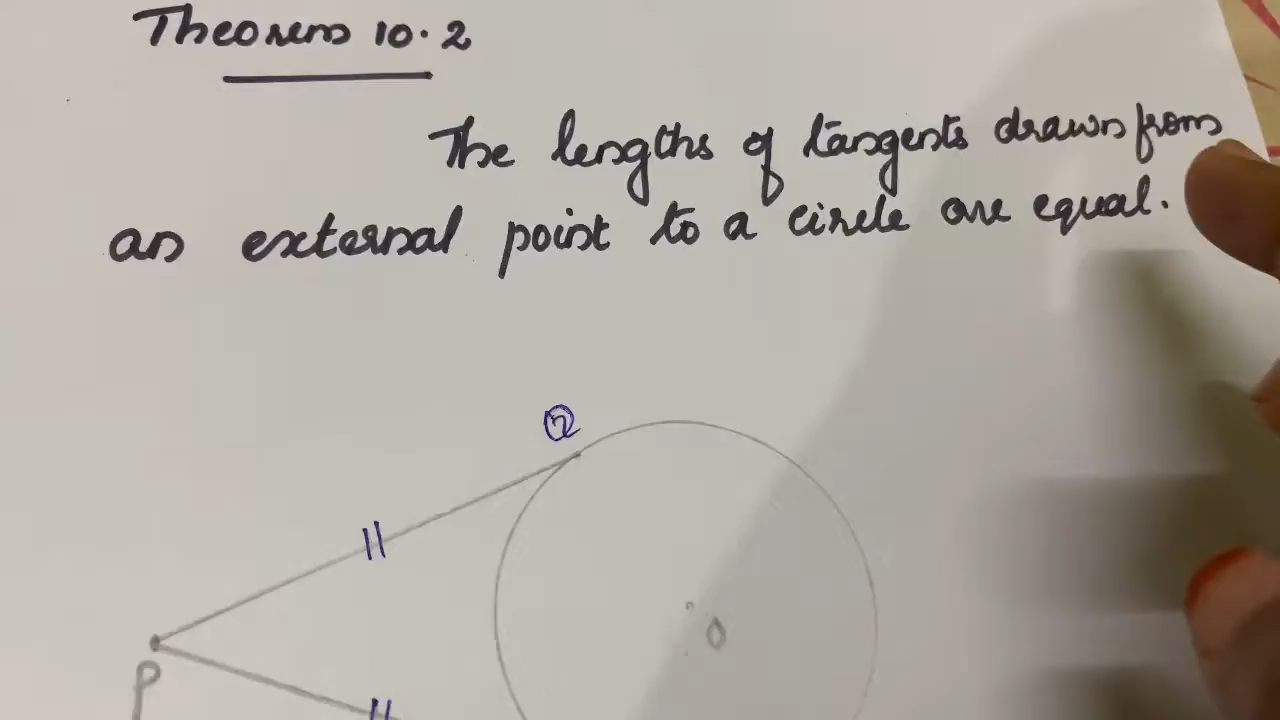 Theorem 10.2
The lengths of tangents drawn from
an external point to a circle are equal.
Q
O
P